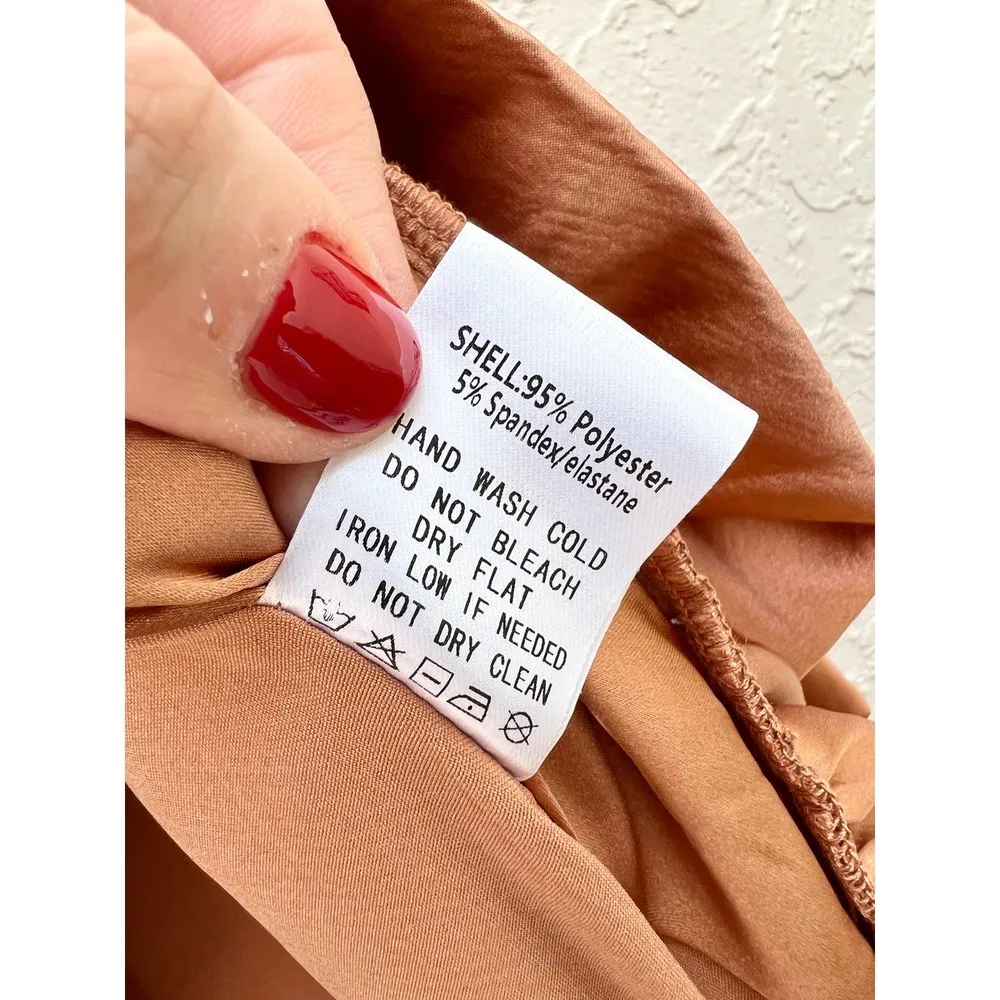 SHELL:95% Polyester
5% Spandex/elastane
HAND WASH COLD
DO NOT BLEACH
DRY FLAT
IRON LOW IF NEEDED
DO NOT DRY CLEAN